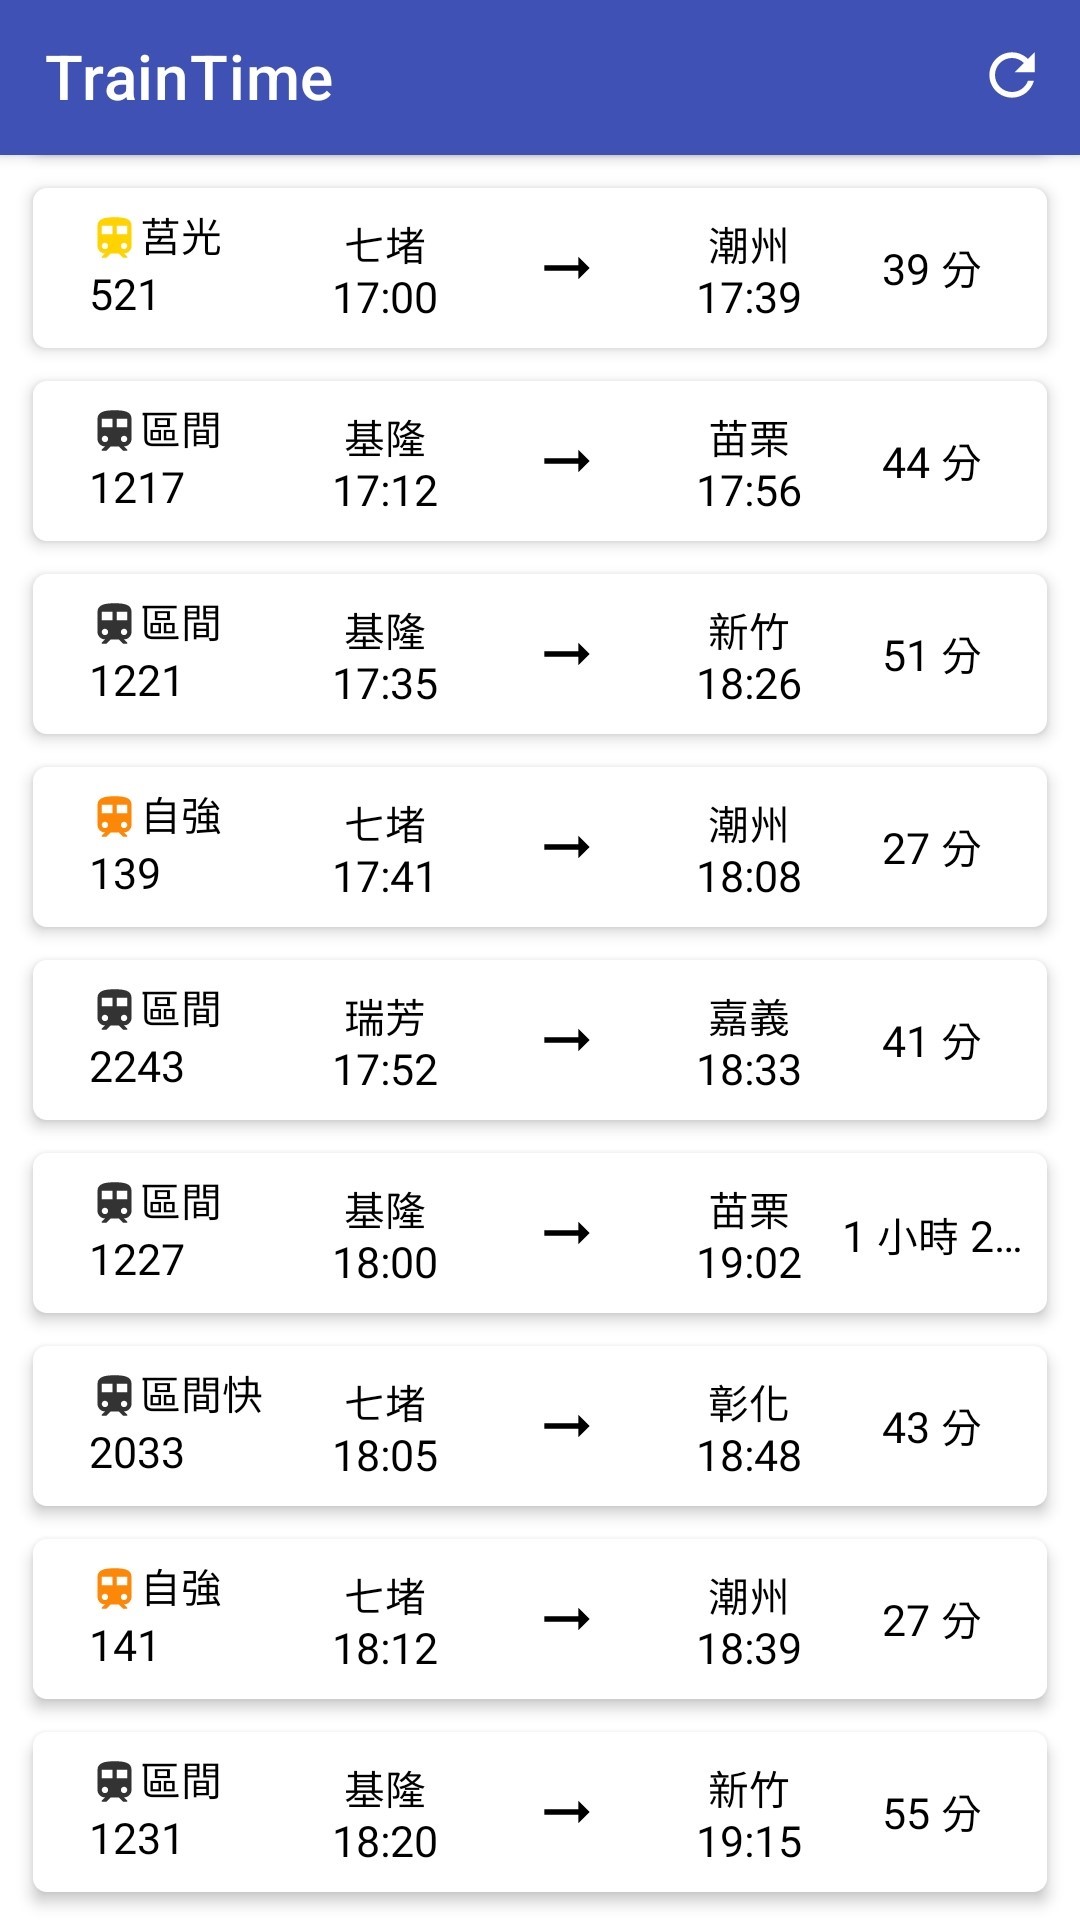 TrainTime
莒光
521
七堵
17:00
潮州
17:39
39 分
區間
1217
基隆
17:12
苗栗
17:56
44 分
區間
1221
基隆
17:35
新竹
18:26
51 分
自強
139
七堵
17:41
潮州
18:08
27 分
區間
2243
瑞芳
17:52
嘉義
18:33
41 分
區間
1227
基隆
18:00
苗栗
19:02
1 小時 2...
區間快
2033
七堵
18:05
彰化
18:48
43 分
自強
141
七堵
18:12
潮州
18:39
27 分
區間
1231
基隆
18:20
新竹
19:15
55 分